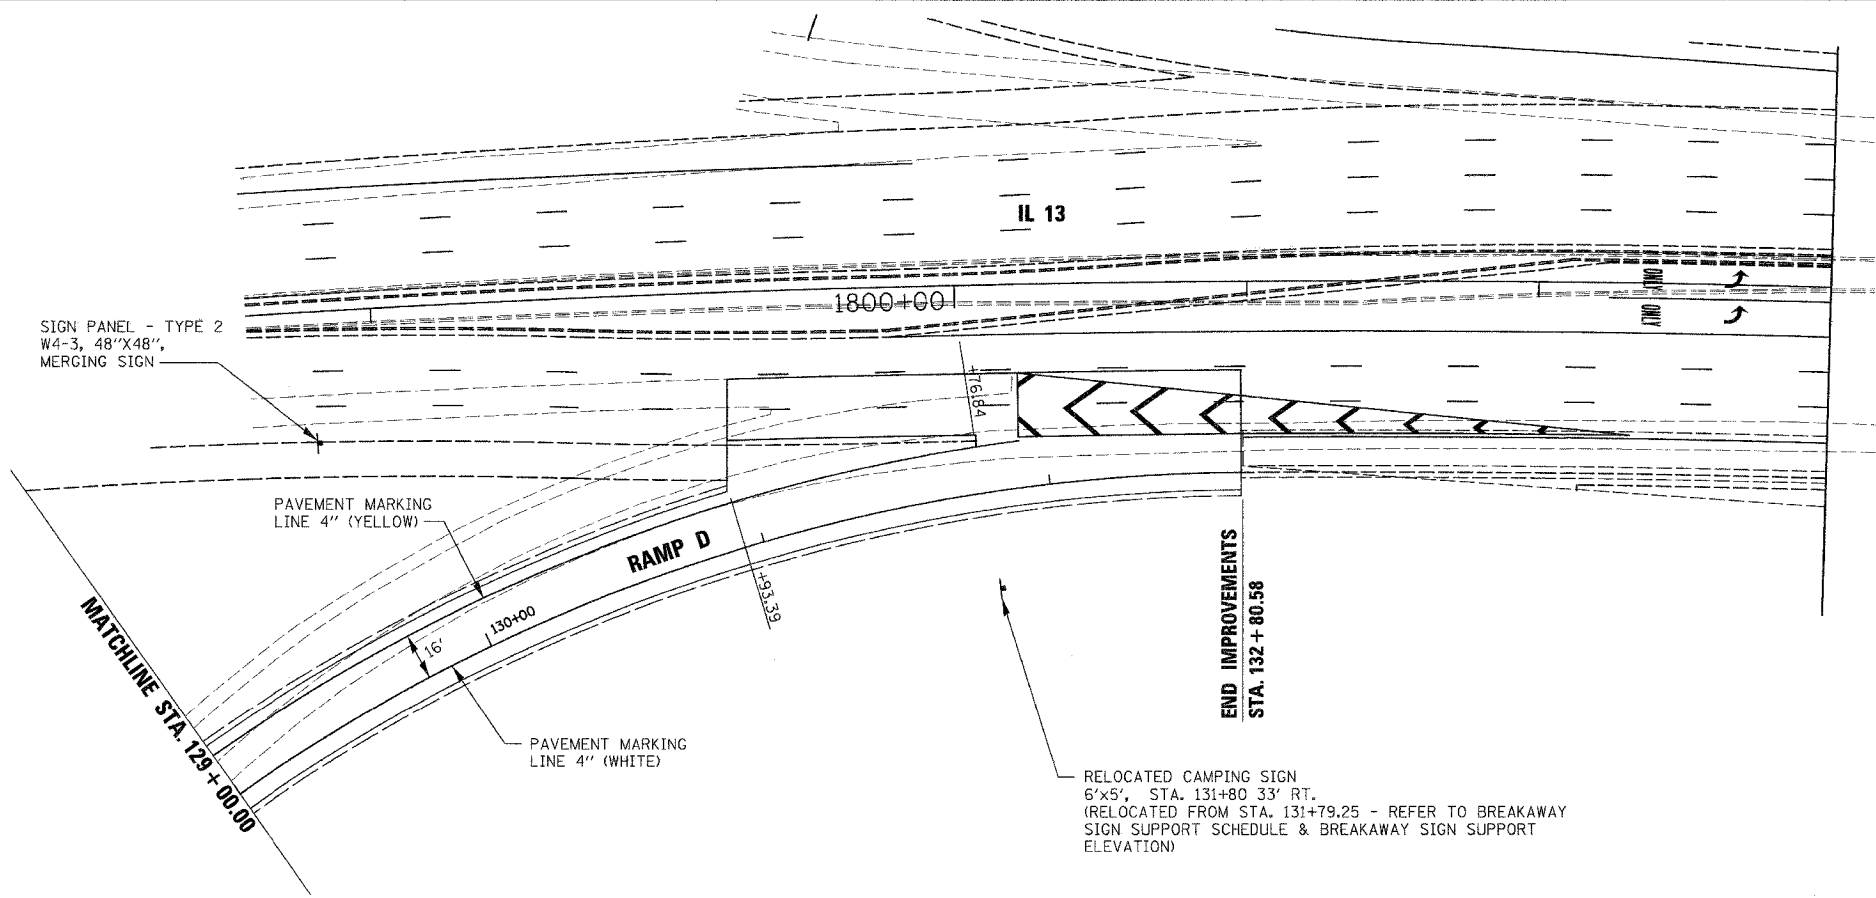 IL 13
1800+00
ONLY
ONLY
SIGN PANEL - TYPE 2
W4-3, 48"X48",
MERGING SIGN
+76.84
PAVEMENT MARKING
LINE 4" (YELLOW)
RAMP D
+93.39
130+00
16'
MATCHLINE STA. 129+00.00
END IMPROVEMENTS
STA. 132+80.58
PAVEMENT MARKING
LINE 4" (WHITE)
RELOCATED CAMPING SIGN
6'x5', STA. 131+80 33' RT.
(RELOCATED FROM STA. 131+79.25 - REFER TO BREAKAWAY
SIGN SUPPORT SCHEDULE & BREAKAWAY SIGN SUPPORT
ELEVATION)